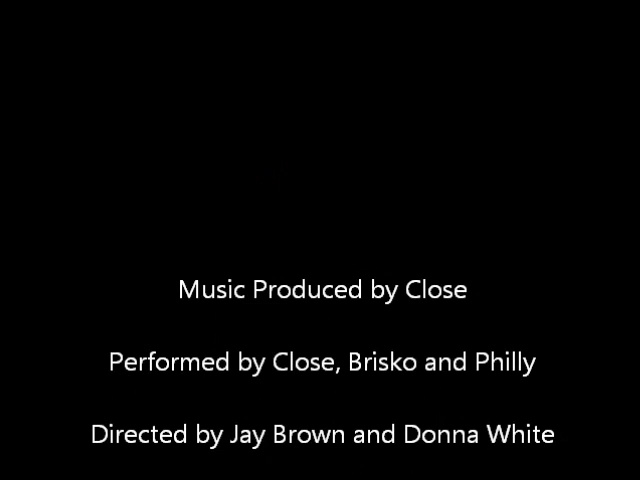 Music Produced by Close
Performed by Close, Brisko and Philly
Directed by Jay Brown and Donna White